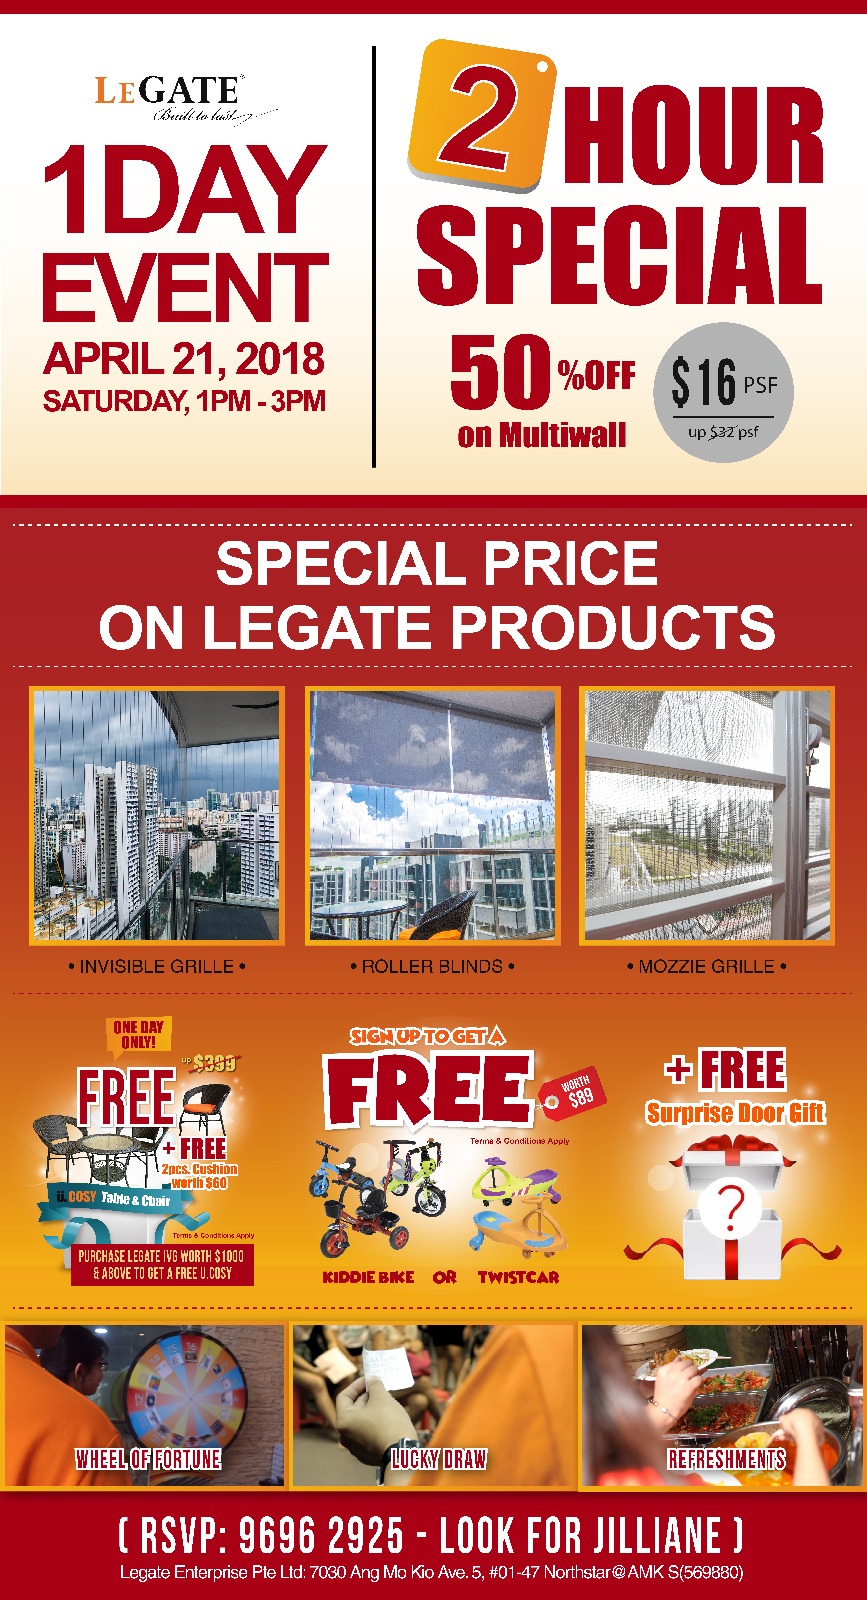 LEGATE®
Built to last
1DAY
EVENT
APRIL 21, 2018
SATURDAY, 1PM - 3PM
2 HOUR
SPECIAL
50 %OFF
on Multiwall
$16 PSF
up $32 psf
SPECIAL PRICE
ON LEGATE PRODUCTS
• INVISIBLE GRILLE •
• ROLLER BLINDS •
• MOZZIE GRILLE •
ONE DAY
ONLY!
up $399
FREE
+ FREE
2pcs. Cushion
worth $60
ü.COSY Table & Chair
Terms & Conditions Apply
PURCHASE LEGATE IVG WORTH $1000
& ABOVE TO GET A FREE U.COSY
SIGN UP TO GET A
FREE
WORTH
$89
Terms & Conditions Apply
KIDDIE BIKE OR TWISTCAR
+ FREE
Surprise Door Gift
?
WHEEL OF FORTUNE
LUCKY DRAW
REFRESHMENTS
( RSVP: 9696 2925 - LOOK FOR JILLIANE )
Legate Enterprise Pte Ltd: 7030 Ang Mo Kio Ave. 5, #01-47 Northstar@AMK S(569880)